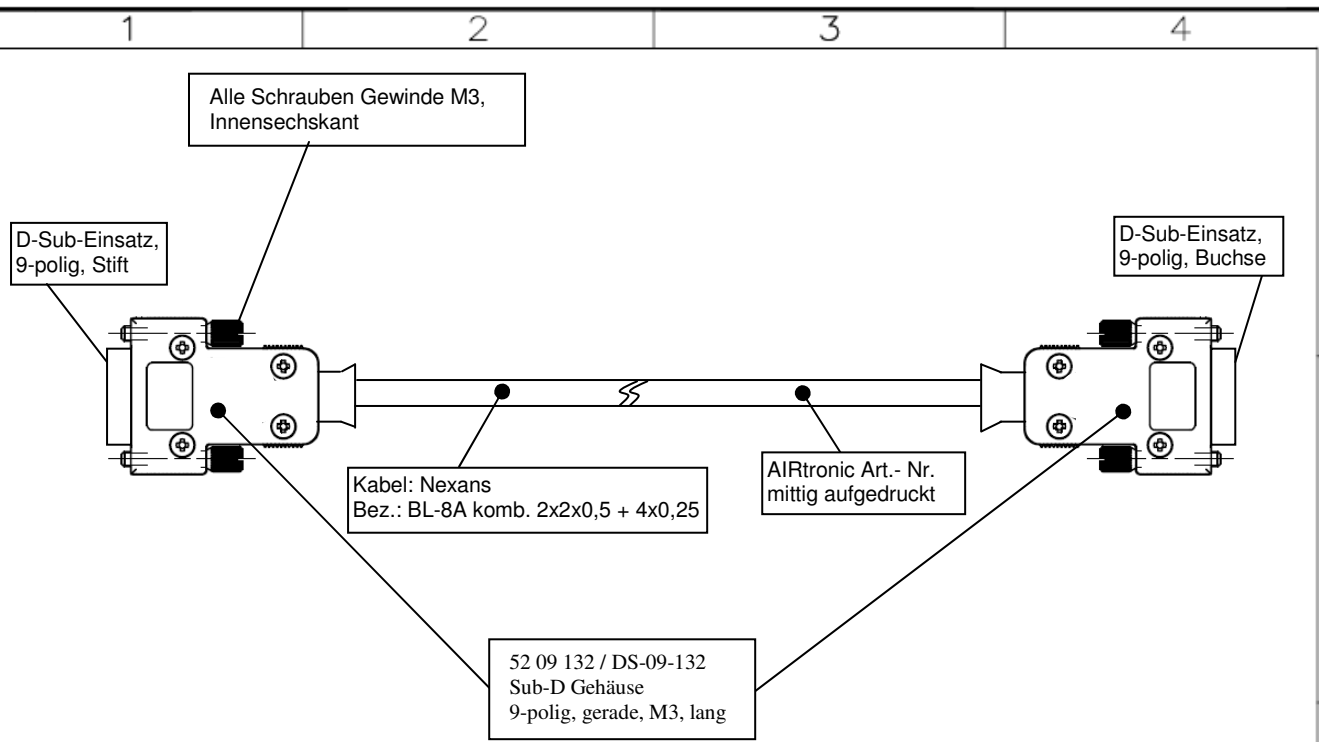 1 2 3 4
Alle Schrauben Gewinde M3,
Innensechskant
D-Sub-Einsatz,
9-polig, Stift
D-Sub-Einsatz,
9-polig, Buchse
Kabel: Nexans
Bez.: BL-8A komb. 2x2x0,5 + 4x0,25
AIRtronic Art.- Nr.
mittig aufgedruckt
52 09 132 / DS-09-132
Sub-D Gehäuse
9-polig, gerade, M3, lang